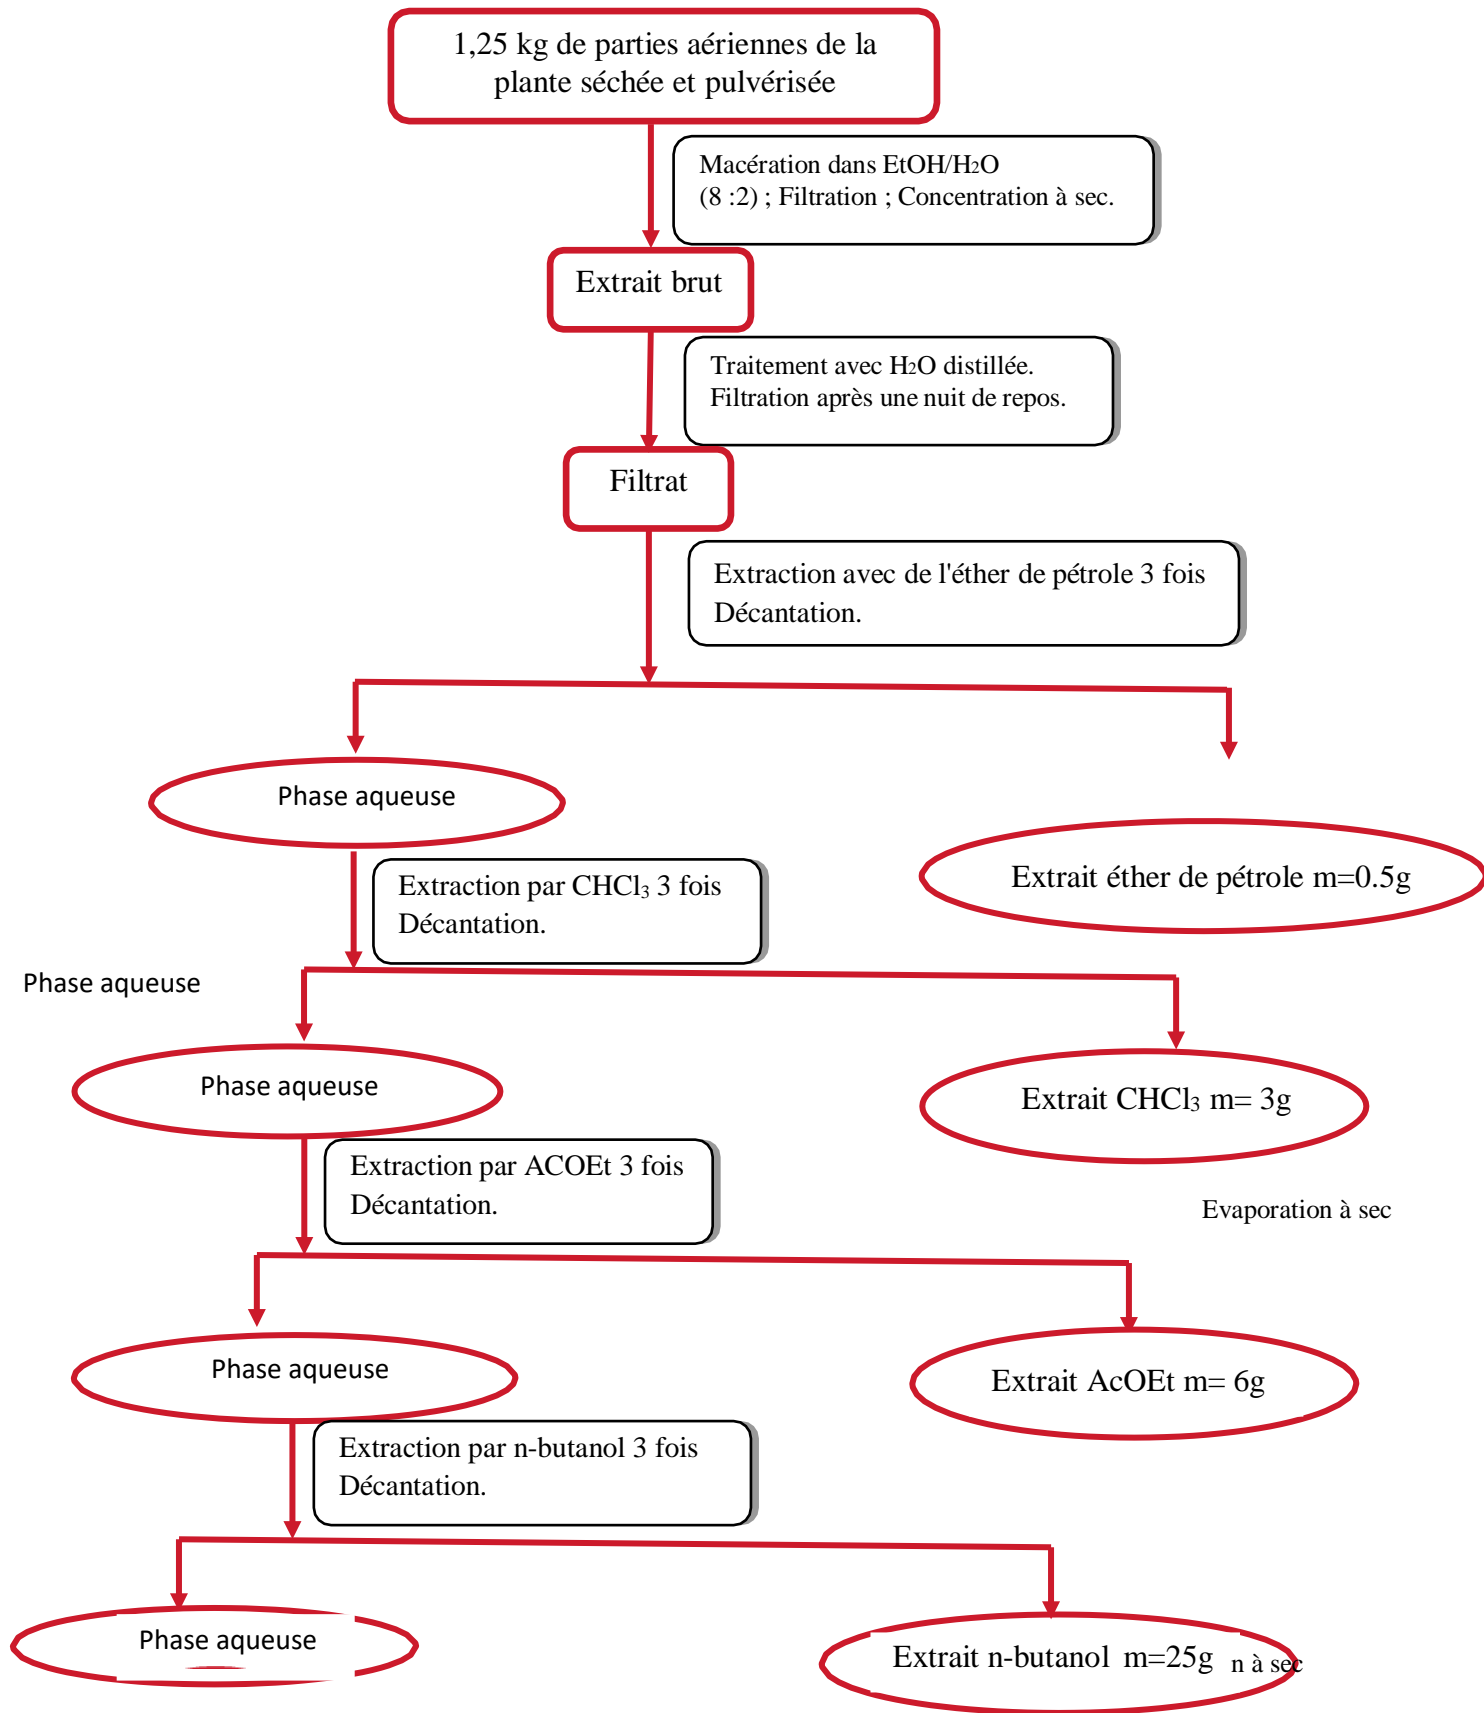 1,25 kg de parties aériennes de la
plante séchée et pulvérisée
Macération dans EtOH/H₂O
(8 :2) ; Filtration ; Concentration à sec.
Extrait brut
Traitement avec H₂O distillée.
Filtration après une nuit de repos.
Filtrat
Extraction avec de l'éther de pétrole 3 fois
Décantation.
Phase aqueuse
Extrait éther de pétrole m=0.5g
Extraction par CHCl₃ 3 fois
Décantation.
Phase aqueuse
Phase aqueuse
Extrait CHCl₃ m= 3g
Extraction par ACOEt 3 fois
Décantation.
Evaporation à sec
Phase aqueuse
Extrait AcOEt m= 6g
Extraction par n-butanol 3 fois
Décantation.
Phase aqueuse
Extrait n-butanol m=25g
n à sec